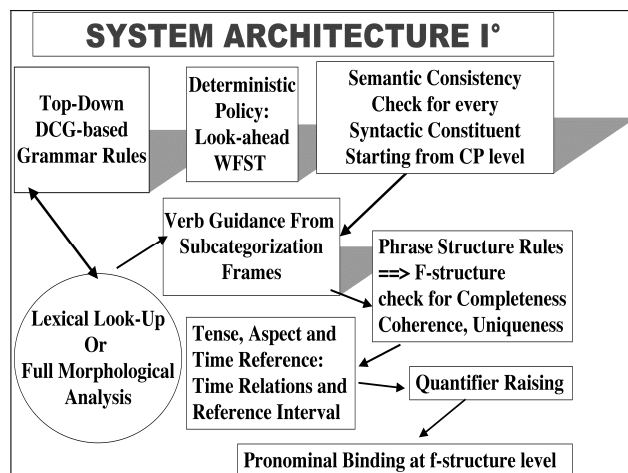 SYSTEM ARCHITECTURE I°
Top-Down
DCG-based
Grammar Rules
Deterministic
Policy:
Look-ahead
WFST
Semantic Consistency
Check for every
Syntactic Constituent
Starting from CP level
Verb Guidance From
Subcategorization
Frames
Phrase Structure Rules
==> F-structure
check for Completeness
Coherence, Uniqueness
Lexical Look-Up
Or
Full Morphological
Analysis
Tense, Aspect and
Time Reference:
Time Relations and
Reference Interval
Quantifier Raising
Pronominal Binding at f-structure level